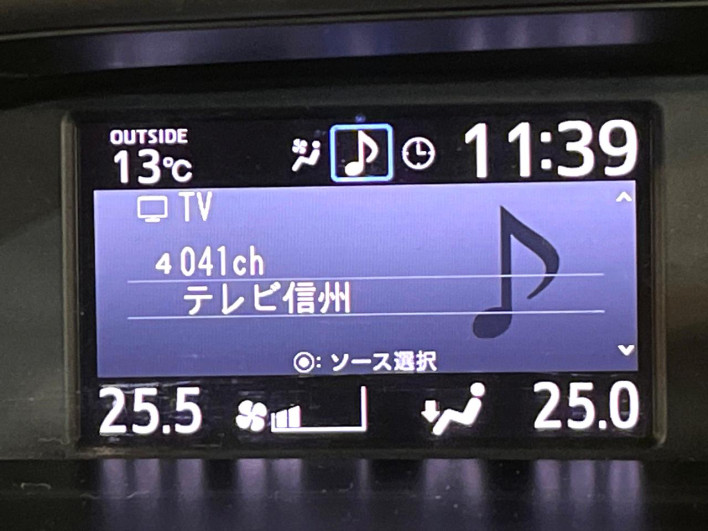 OUTSIDE
13℃
11:39
TV
4 041ch
テレビ信州
◉: ソース選択
25.5
25.0